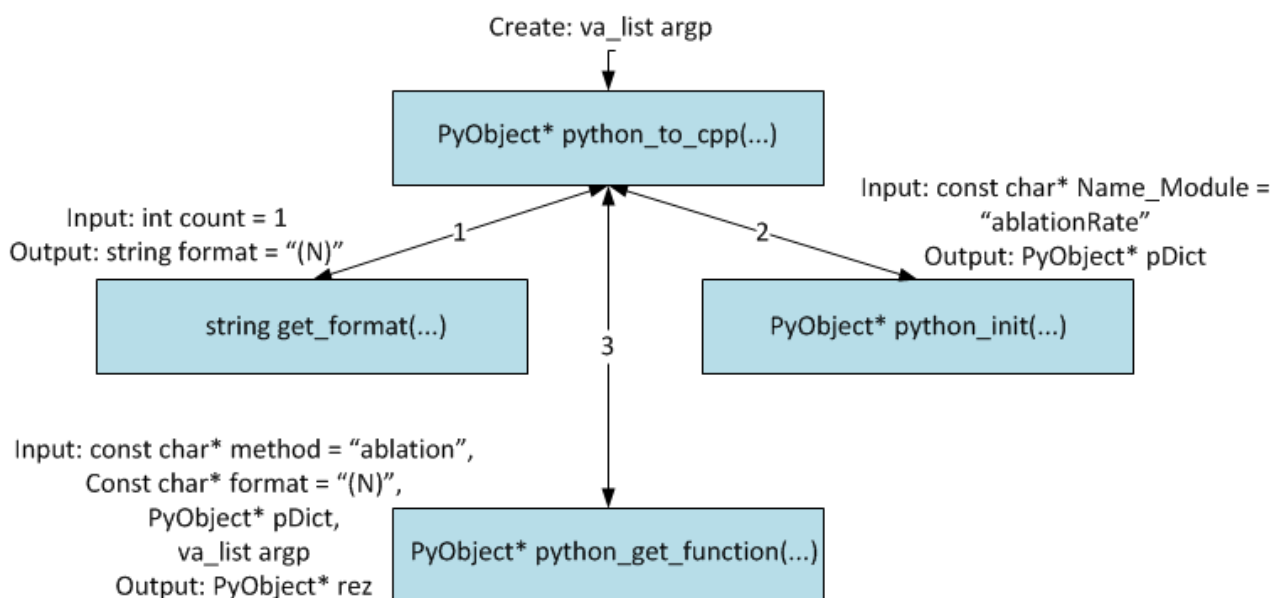 Create: va_list argp
PyObject* python_to_cpp(...)
Input: const char* Name_Module =
“ablationRate”
Output: PyObject* pDict
Input: int count = 1
Output: string format = “(N)”
1
2
string get_format(...)
PyObject* python_init(...)
3
Input: const char* method = “ablation”,
Const char* format = “(N)”,
PyObject* pDict,
va_list argp
Output: PyObject* rez
PyObject* python_get_function(...)